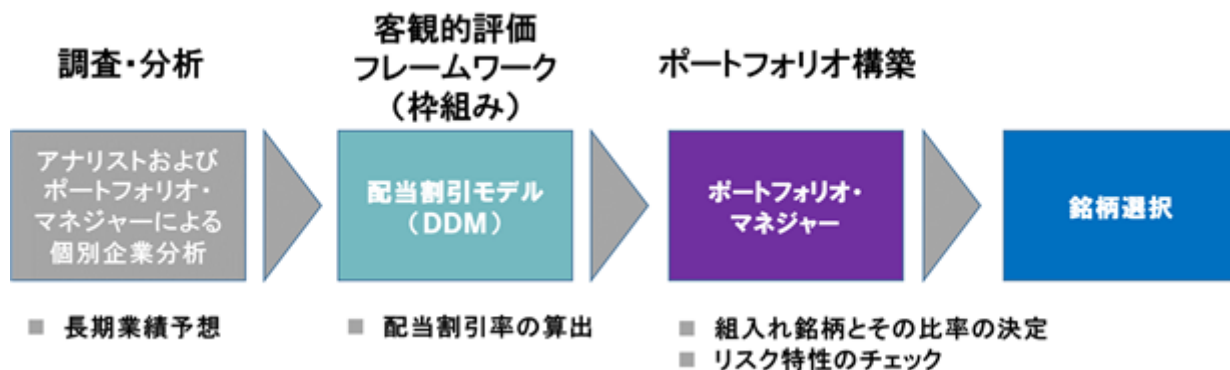 調査・分析
客観的評価
フレームワーク
（枠組み）
ポートフォリオ構築
アナリストおよび
ポートフォリオ・
マネジャーによる
個別企業分析
配当割引モデル
（DDM）
ポートフォリオ・
マネジャー
銘柄選択
■ 長期業績予想
■ 配当割引率の算出
■ 組入れ銘柄とその比率の決定
■ リスク特性のチェック